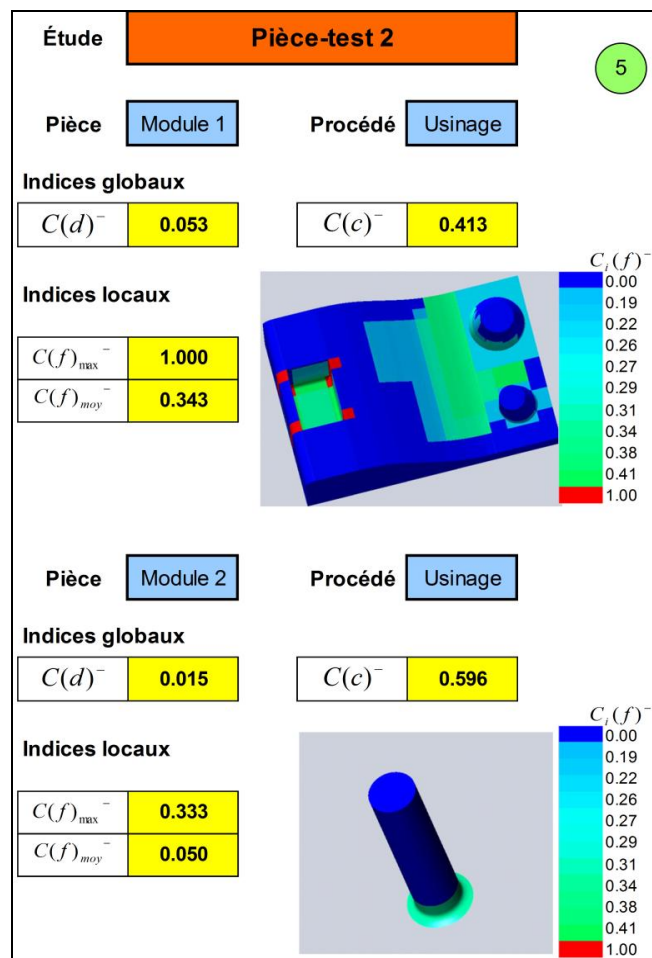 Étude Pièce-test 2
5
Pièce Module 1 Procédé Usinage
Indices globaux
C(d)⁻ 0.053 C(c)⁻ 0.413
Indices locaux
C(f)max⁻ 1.000
C(f)moy⁻ 0.343
Cᵢ(f)⁻
0.00
0.19
0.22
0.26
0.27
0.29
0.31
0.34
0.38
0.41
1.00
Pièce Module 2 Procédé Usinage
Indices globaux
C(d)⁻ 0.015 C(c)⁻ 0.596
Indices locaux
C(f)max⁻ 0.333
C(f)moy⁻ 0.050
Cᵢ(f)⁻
0.00
0.19
0.22
0.26
0.27
0.29
0.31
0.34
0.38
0.41
1.00